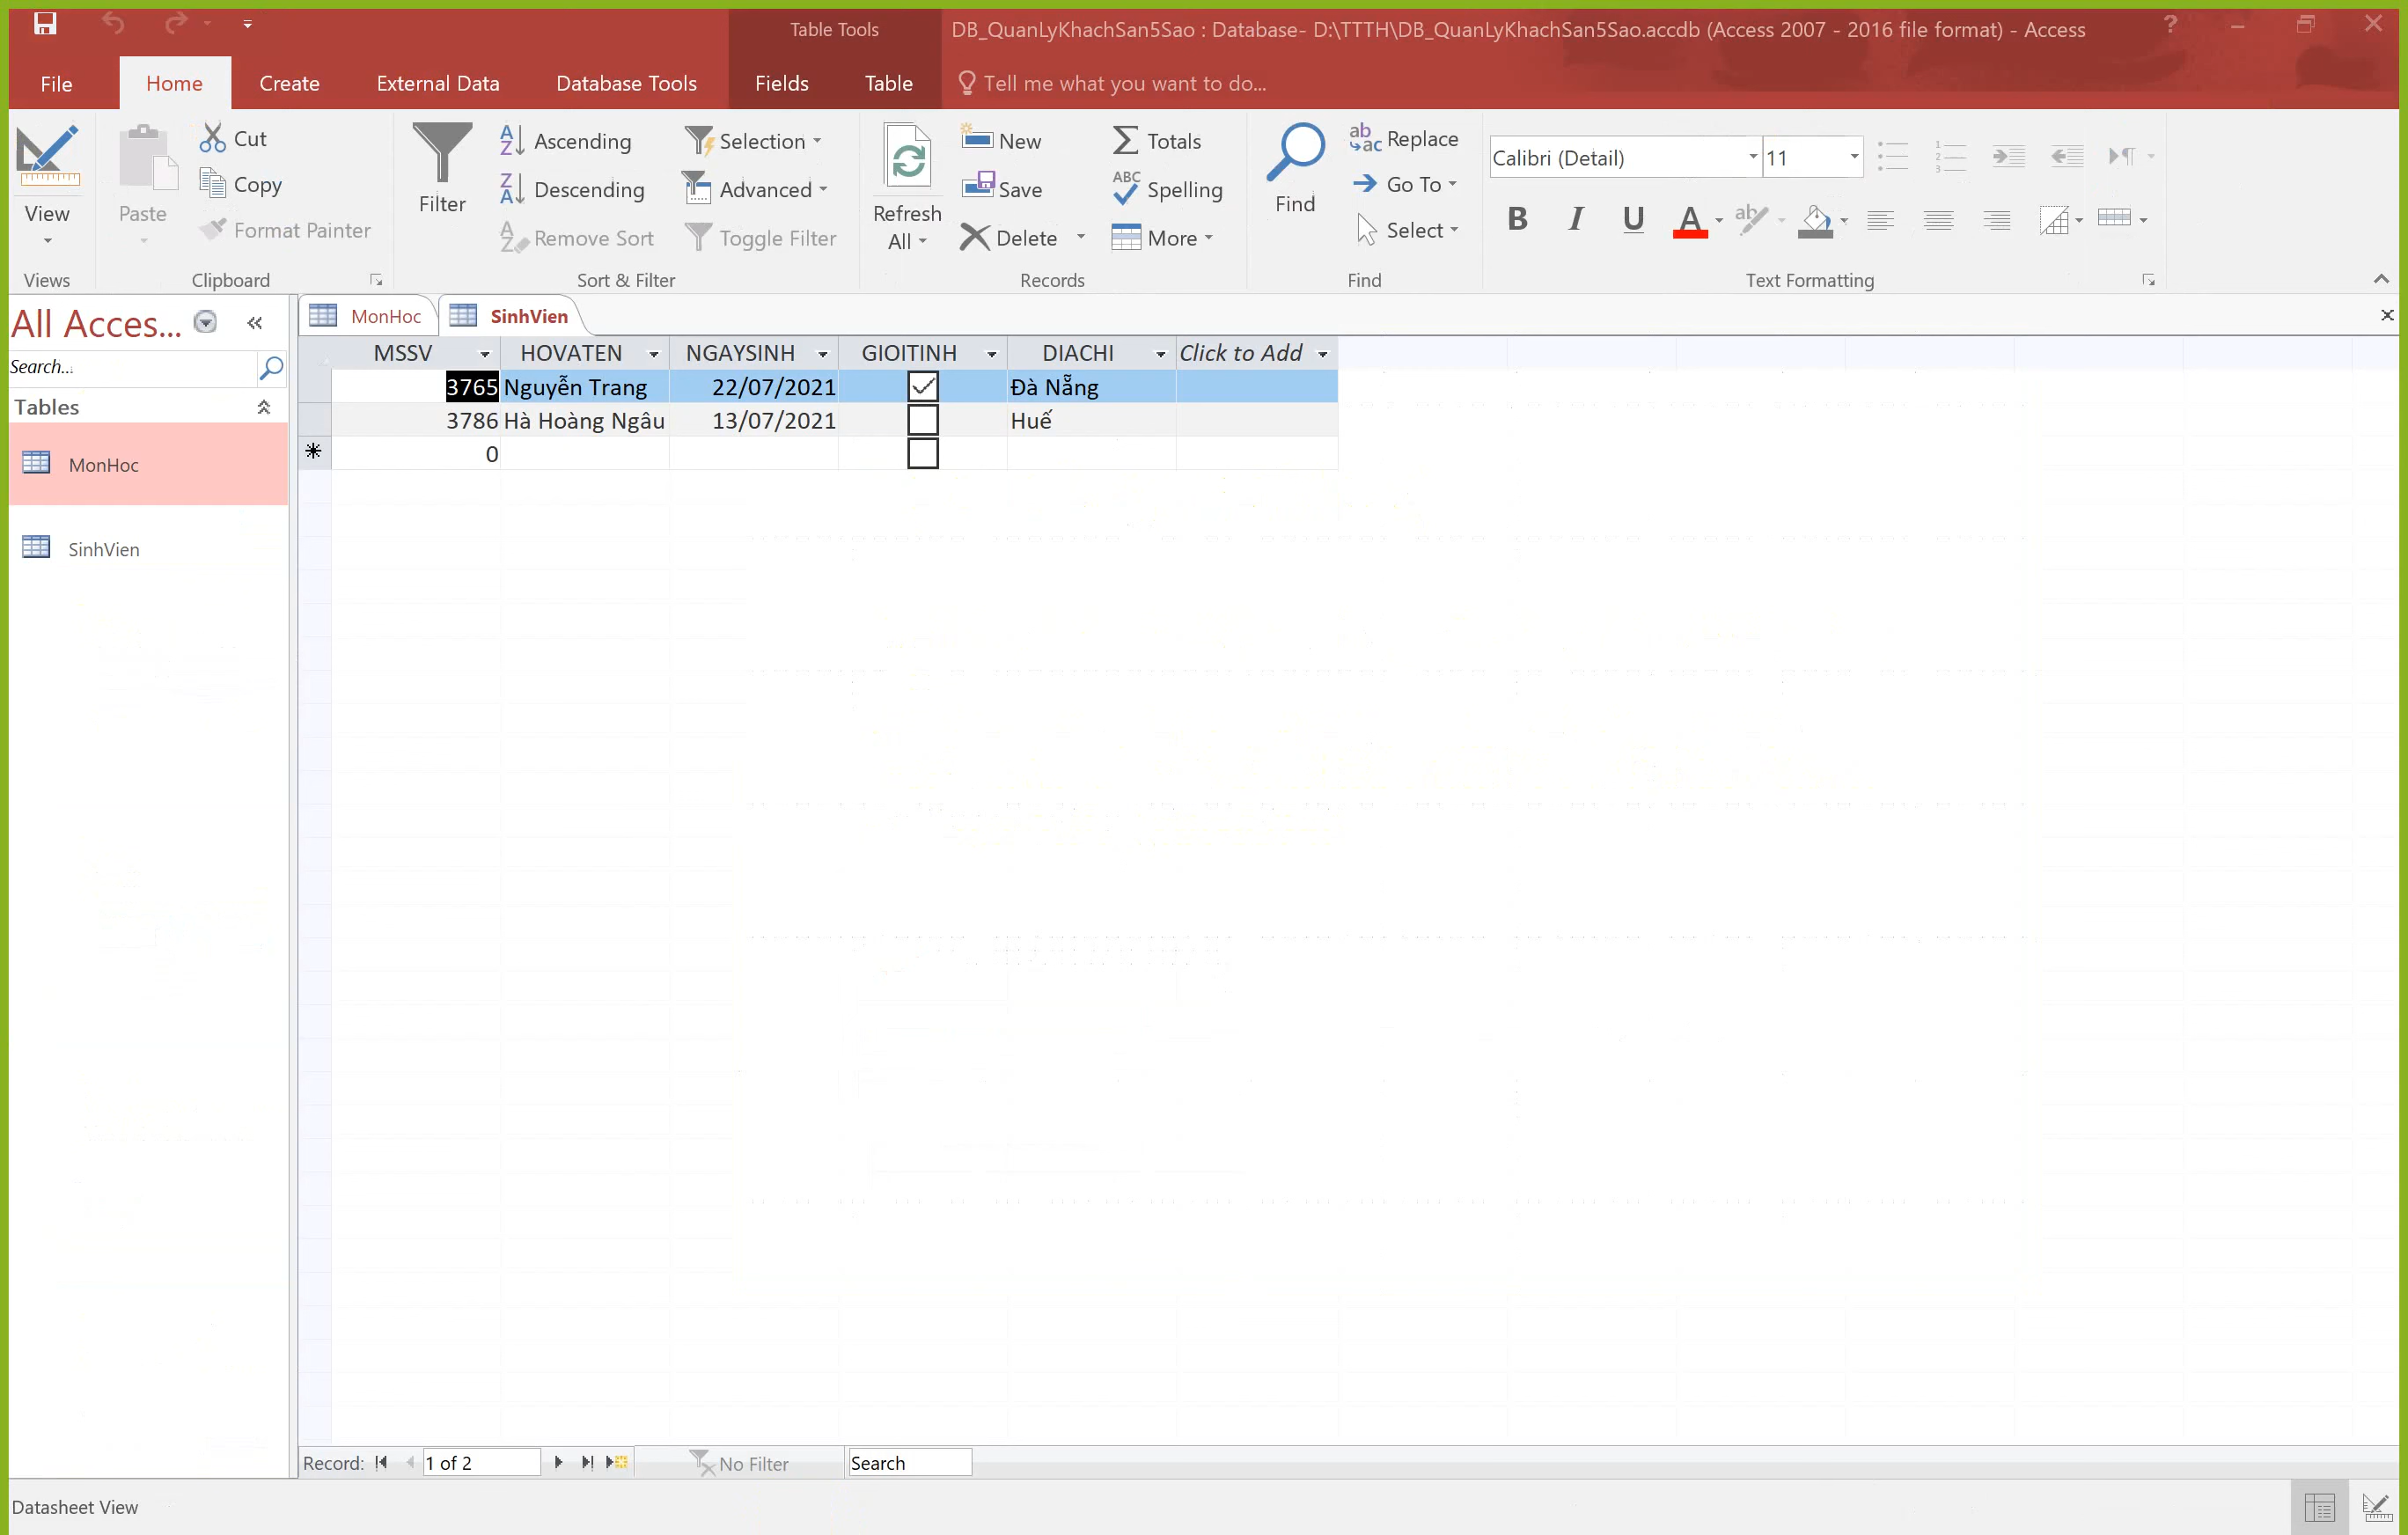 Table Tools
DB_QuanLyKhachSan5Sao : Database- D:\TTTH\DB_QuanLyKhachSan5Sao.accdb (Access 2007 - 2016 file format) - Access
File Home Create External Data Database Tools Fields Table Tell me what you want to do...
View
Views
Paste
Cut
Copy
Format Painter
Clipboard
Filter
Ascending
Descending
Remove Sort
Selection
Advanced
Toggle Filter
Sort & Filter
Refresh
All
New
Save
Delete
Totals
Spelling
More
Records
Find
Replace
Go To
Select
Find
Calibri (Detail) 11
B I U A
Text Formatting
All Acces...
Search...
Tables
MonHoc
SinhVien
MonHoc SinhVien
MSSV HOVATEN NGAYSINH GIOITINH DIACHI Click to Add
3765 Nguyễn Trang 22/07/2021 Đà Nẵng
3786 Hà Hoàng Ngâu 13/07/2021 Huế
0
Record: 1 of 2 No Filter Search
Datasheet View